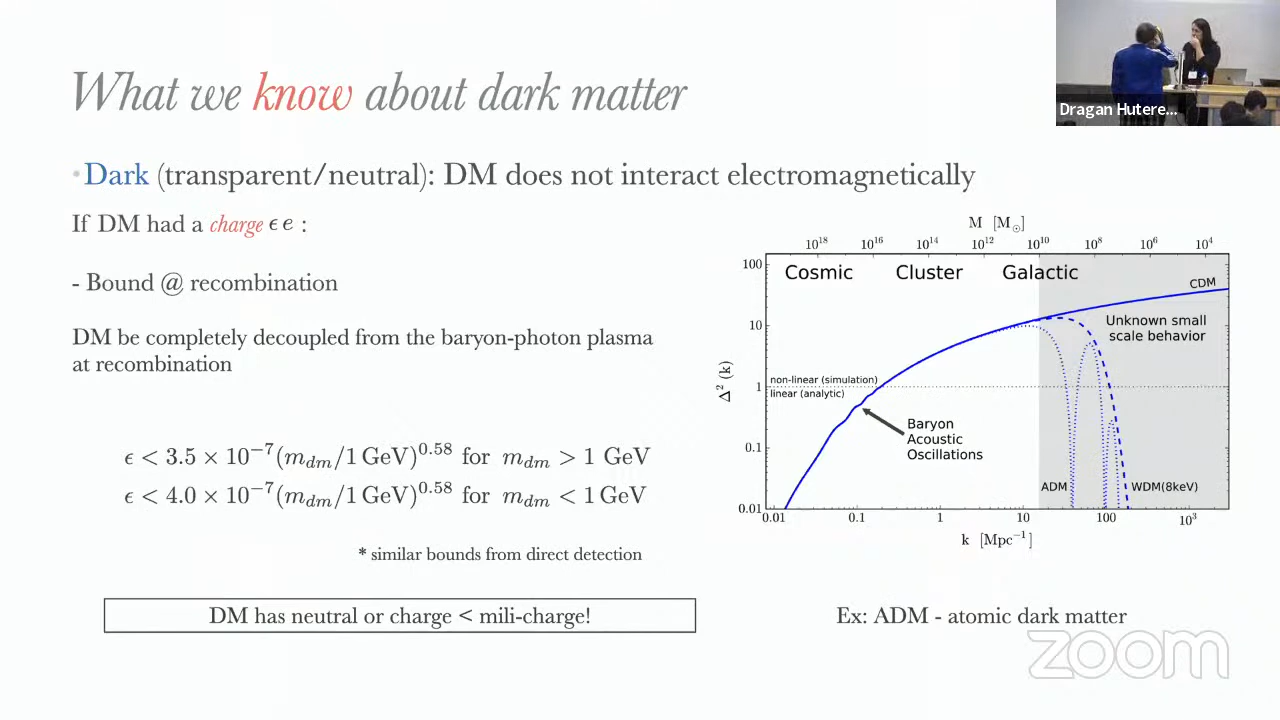 What we know about dark matter
•Dark (transparent/neutral): DM does not interact electromagnetically
If DM had a charge ϵ e :
- Bound @ recombination
DM be completely decoupled from the baryon-photon plasma
at recombination
ϵ < 3.5 × 10⁻⁷(m_dm/1 GeV)^0.58 for m_dm > 1 GeV
ϵ < 4.0 × 10⁻⁷(m_dm/1 GeV)^0.58 for m_dm < 1 GeV
* similar bounds from direct detection
DM has neutral or charge < mili-charge!
M [M☉]
10¹⁸ 10¹⁶ 10¹⁴ 10¹² 10¹⁰ 10⁸ 10⁶ 10⁴
Cosmic Cluster Galactic
CDM
Unknown small
scale behavior
non-linear (simulation)
linear (analytic)
Baryon
Acoustic
Oscillations
ADM
WDM(8keV)
Δ² (k)
100
10
1
0.1
0.01
0.01 0.1 1 10 100 10³
k [Mpc⁻¹]
Ex: ADM - atomic dark matter
Dragan Hutere...
zoom